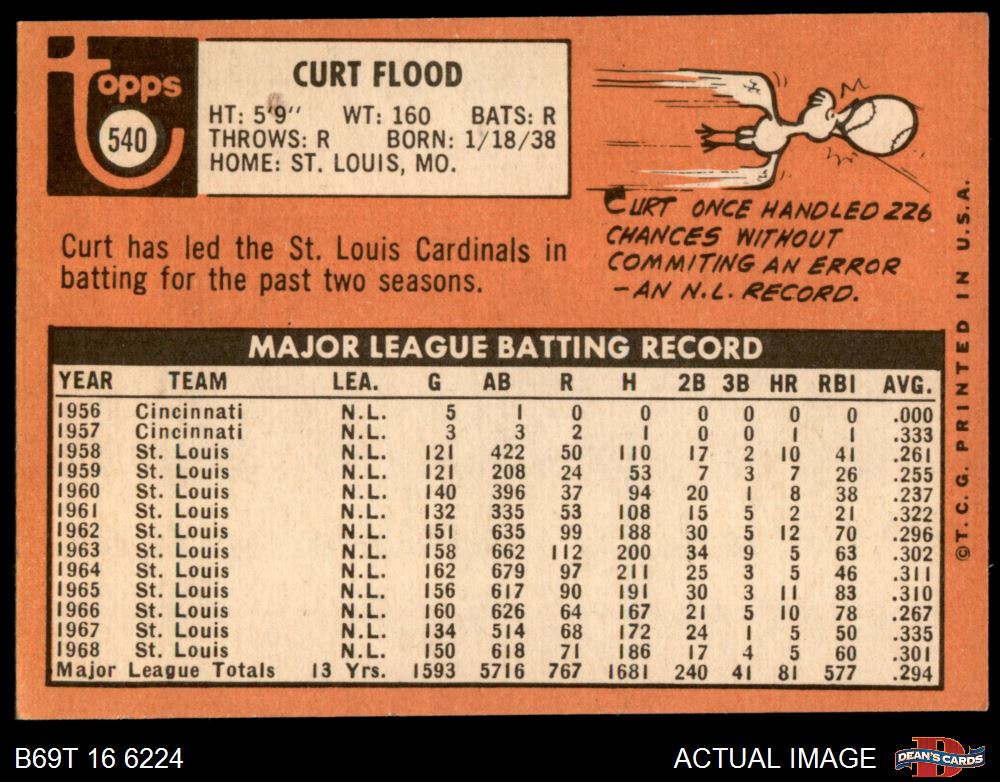 Topps
540
CURT FLOOD
HT: 5'9" WT: 160 BATS: R
THROWS: R BORN: 1/18/38
HOME: ST. LOUIS, MO.
CURT ONCE HANDLED 226
CHANCES WITHOUT
COMMITING AN ERROR
–AN N.L. RECORD.
Curt has led the St. Louis Cardinals in
batting for the past two seasons.
MAJOR LEAGUE BATTING RECORD
YEAR TEAM LEA. G AB R H 2B 3B HR RBI AVG.
1956 Cincinnati N.L. 5 1 0 0 0 0 0 0 .000
1957 Cincinnati N.L. 3 3 2 1 0 0 1 1 .333
1958 St. Louis N.L. 121 422 50 110 17 2 10 41 .261
1959 St. Louis N.L. 121 208 24 53 7 3 7 26 .255
1960 St. Louis N.L. 140 396 37 94 20 1 8 38 .237
1961 St. Louis N.L. 132 335 53 108 15 5 2 21 .322
1962 St. Louis N.L. 151 635 99 188 30 5 12 70 .296
1963 St. Louis N.L. 158 662 112 200 34 9 5 63 .302
1964 St. Louis N.L. 162 679 97 211 25 3 5 46 .311
1965 St. Louis N.L. 156 617 90 191 30 3 11 83 .310
1966 St. Louis N.L. 160 626 64 167 21 5 10 78 .267
1967 St. Louis N.L. 134 514 68 172 24 1 5 50 .335
1968 St. Louis N.L. 150 618 71 186 17 4 5 60 .301
Major League Totals 13 Yrs. 1593 5716 767 1681 240 41 81 577 .294
©T.C.G. PRINTED IN U.S.A.
B69T 16 6224
ACTUAL IMAGE
D
DEAN'S CARDS